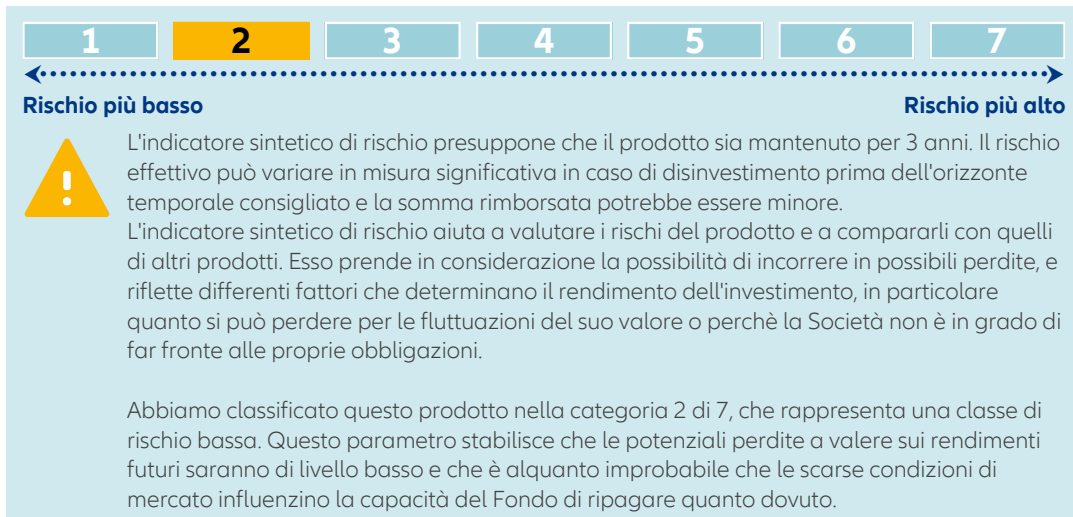 1 2 3 4 5 6 7
Rischio più basso Rischio più alto
L'indicatore sintetico di rischio presuppone che il prodotto sia mantenuto per 3 anni. Il rischio
effettivo può variare in misura significativa in caso di disinvestimento prima dell'orizzonte
temporale consigliato e la somma rimborsata potrebbe essere minore.
L'indicatore sintetico di rischio aiuta a valutare i rischi del prodotto e a compararli con quelli
di altri prodotti. Esso prende in considerazione la possibilità di incorrere in possibili perdite, e
riflette differenti fattori che determinano il rendimento dell'investimento, in particolare
quanto si può perdere per le fluttuazioni del suo valore o perchè la Società non è in grado di
far fronte alle proprie obbligazioni.
Abbiamo classificato questo prodotto nella categoria 2 di 7, che rappresenta una classe di
rischio bassa. Questo parametro stabilisce che le potenziali perdite a valere sui rendimenti
futuri saranno di livello basso e che è alquanto improbabile che le scarse condizioni di
mercato influenzino la capacità del Fondo di ripagare quanto dovuto.